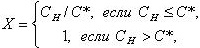 X = { C_H / C*, если C_H ≤ C*,
1, если C_H > C*,